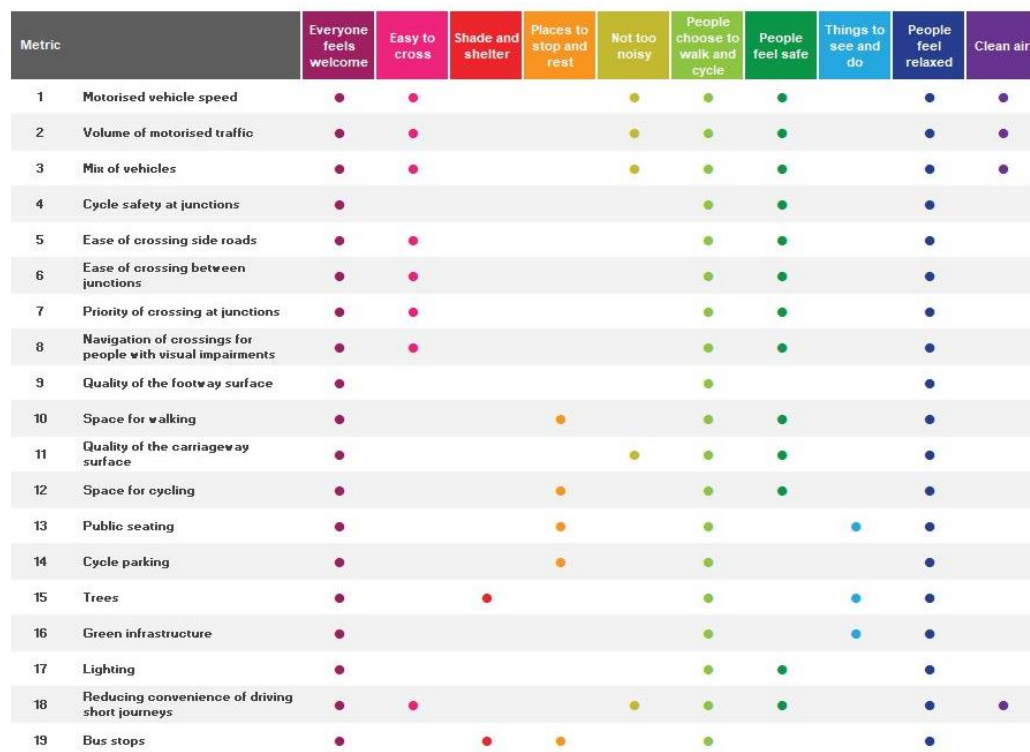 Metric
Everyone
feels
welcome
Easy to
cross
Shade and
shelter
Places to
stop and
rest
Not too
noisy
People
choose to
walk and
cycle
People
feel safe
Things to
see and
do
People
feel
relaxed
Clean air
1 Motorised vehicle speed
2 Volume of motorised traffic
3 Mix of vehicles
4 Cycle safety at junctions
5 Ease of crossing side roads
6 Ease of crossing between
junctions
7 Priority of crossing at junctions
8 Navigation of crossings for
people with visual impairments
9 Quality of the footway surface
10 Space for walking
11 Quality of the carriageway
surface
12 Space for cycling
13 Public seating
14 Cycle parking
15 Trees
16 Green infrastructure
17 Lighting
18 Reducing convenience of driving
short journeys
19 Bus stops